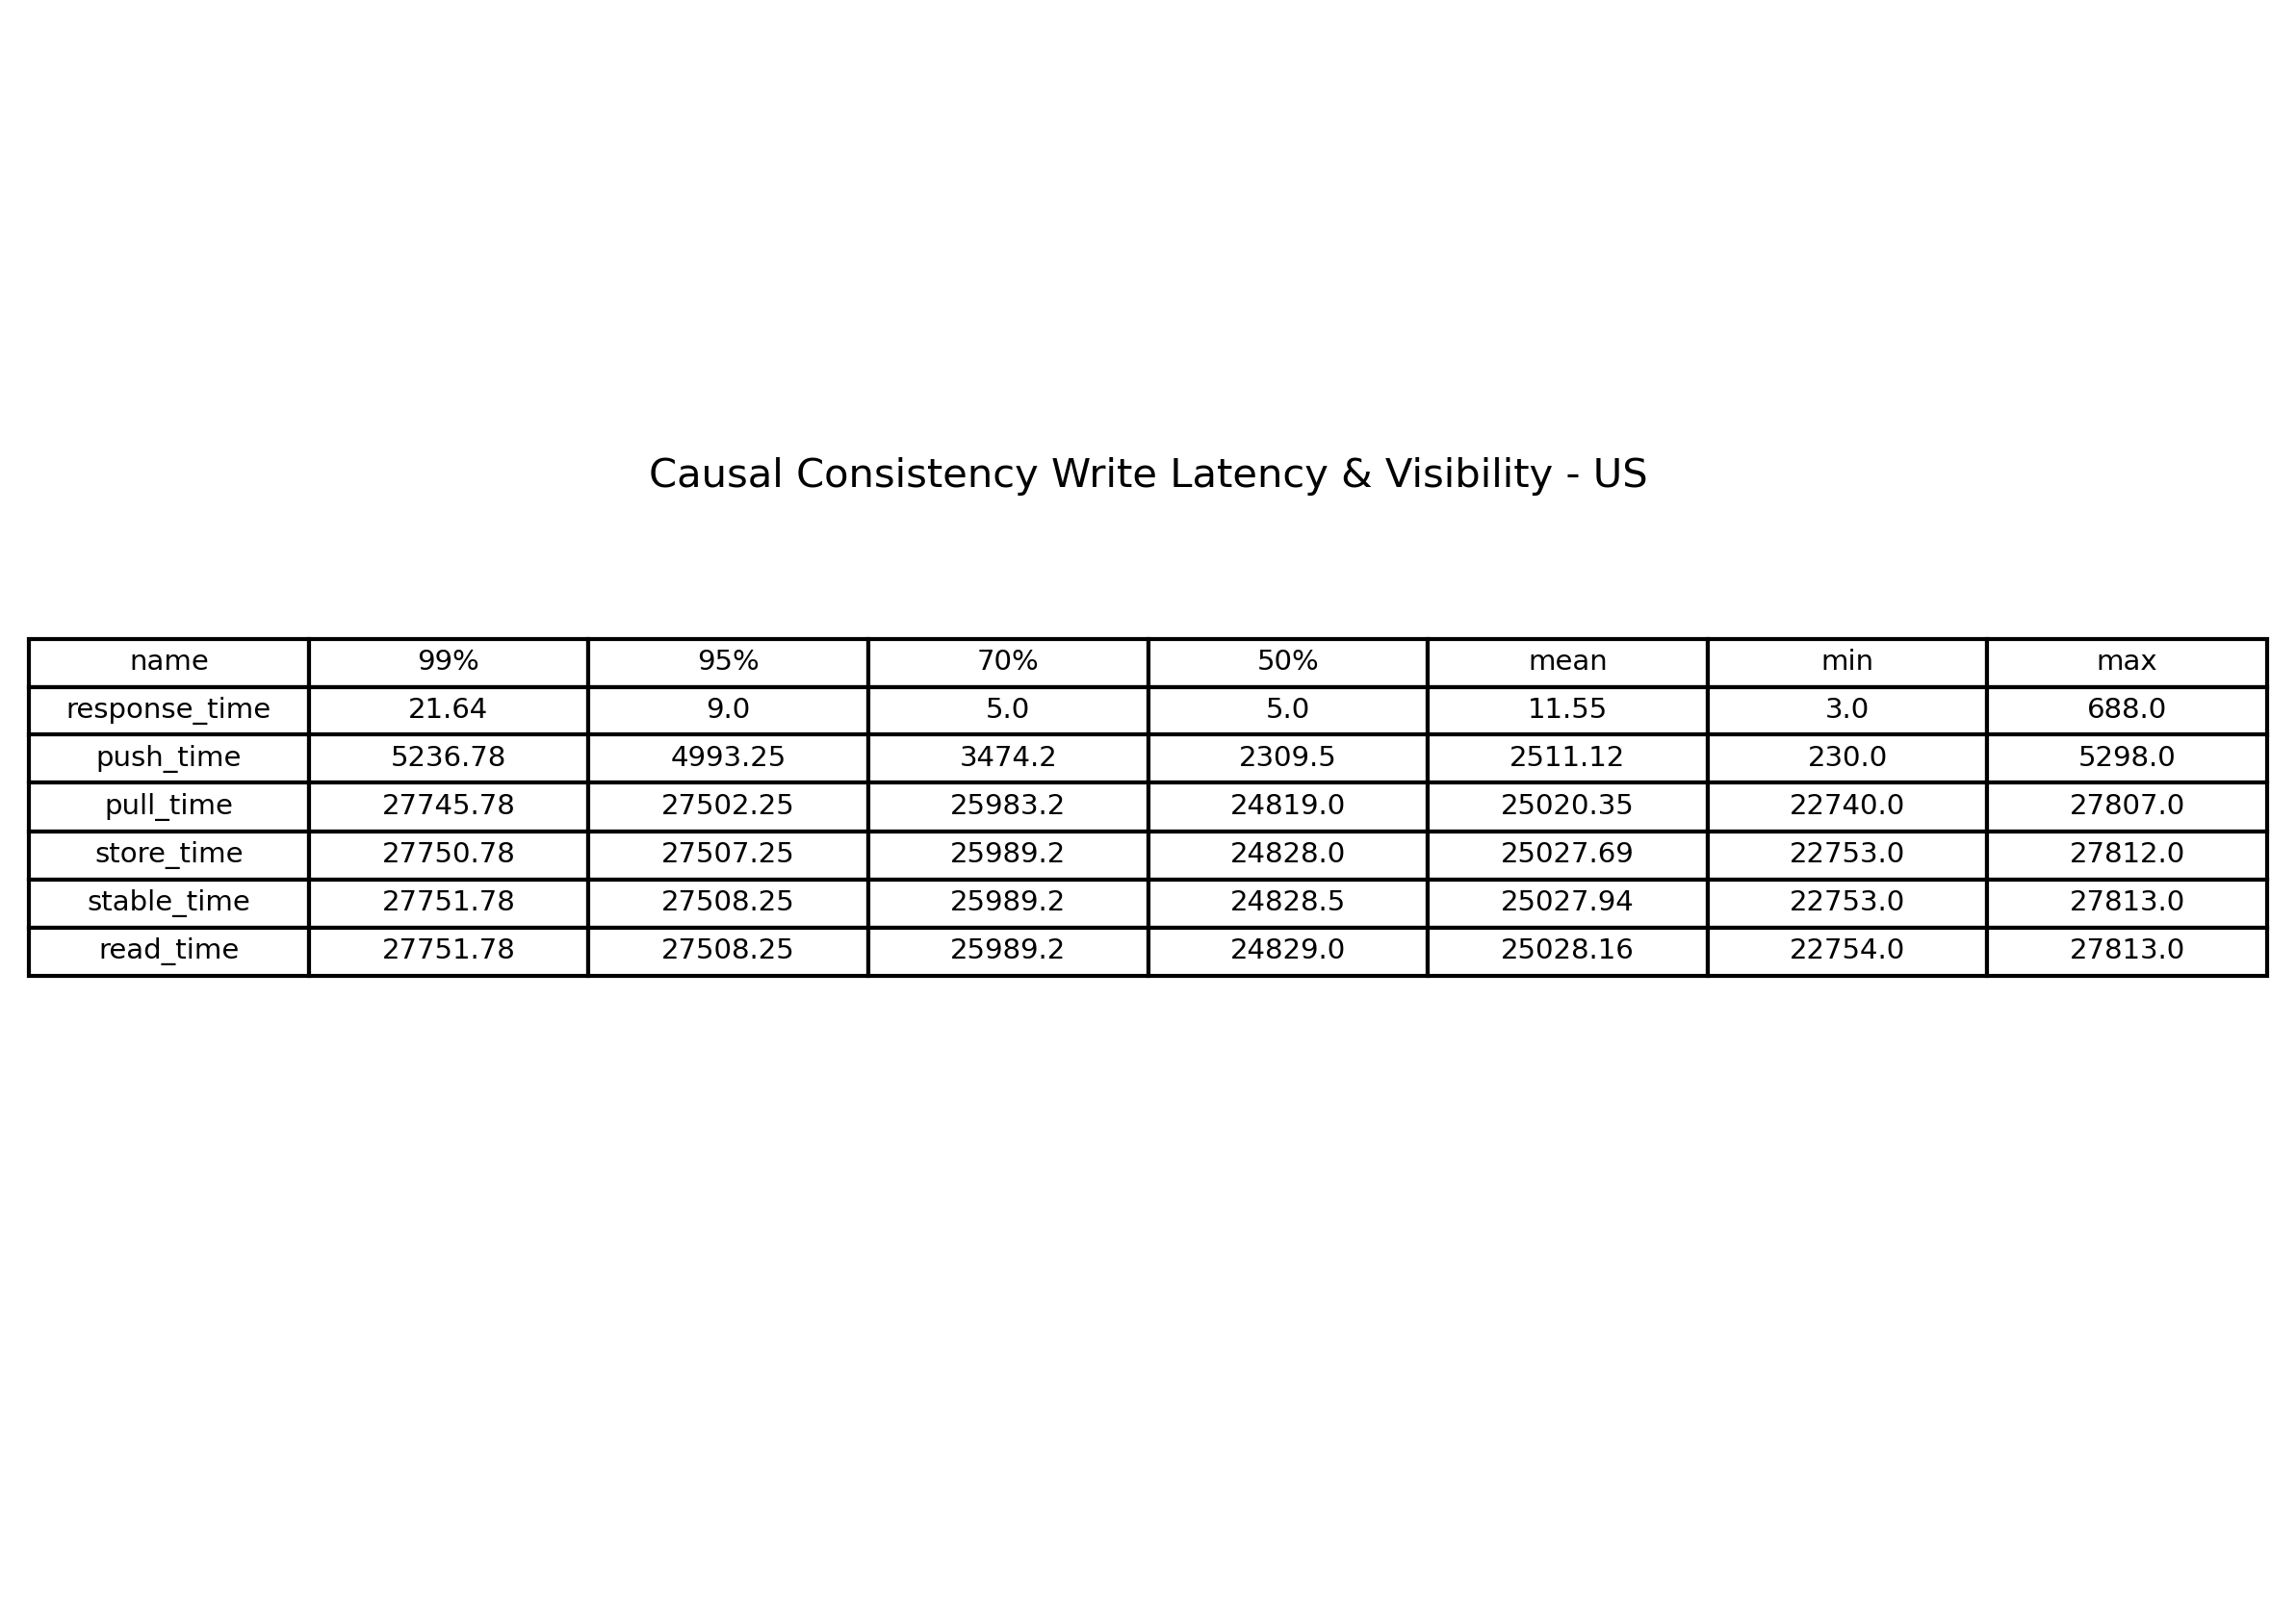 Causal Consistency Write Latency & Visibility - US
name 99% 95% 70% 50% mean min max
response_time 21.64 9.0 5.0 5.0 11.55 3.0 688.0
push_time 5236.78 4993.25 3474.2 2309.5 2511.12 230.0 5298.0
pull_time 27745.78 27502.25 25983.2 24819.0 25020.35 22740.0 27807.0
store_time 27750.78 27507.25 25989.2 24828.0 25027.69 22753.0 27812.0
stable_time 27751.78 27508.25 25989.2 24828.5 25027.94 22753.0 27813.0
read_time 27751.78 27508.25 25989.2 24829.0 25028.16 22754.0 27813.0